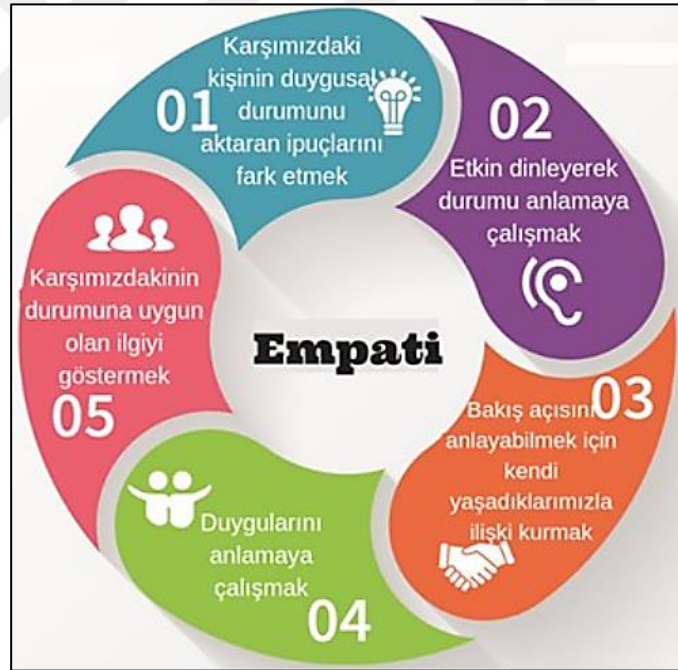 Karşımızdaki
kişinin duygusal
durumunu
aktaran ipuçlarını
fark etmek
01
02
Etkin dinleyerek
durumu anlamaya
çalışmak
03
Bakış açısını
anlayabilmek için
kendi
yaşadıklarımızla
ilişki kurmak
Duygularını
anlamaya
çalışmak
04
Karşımızdakinin
durumuna uygun
olan ilgiyi
göstermek
05
Empati